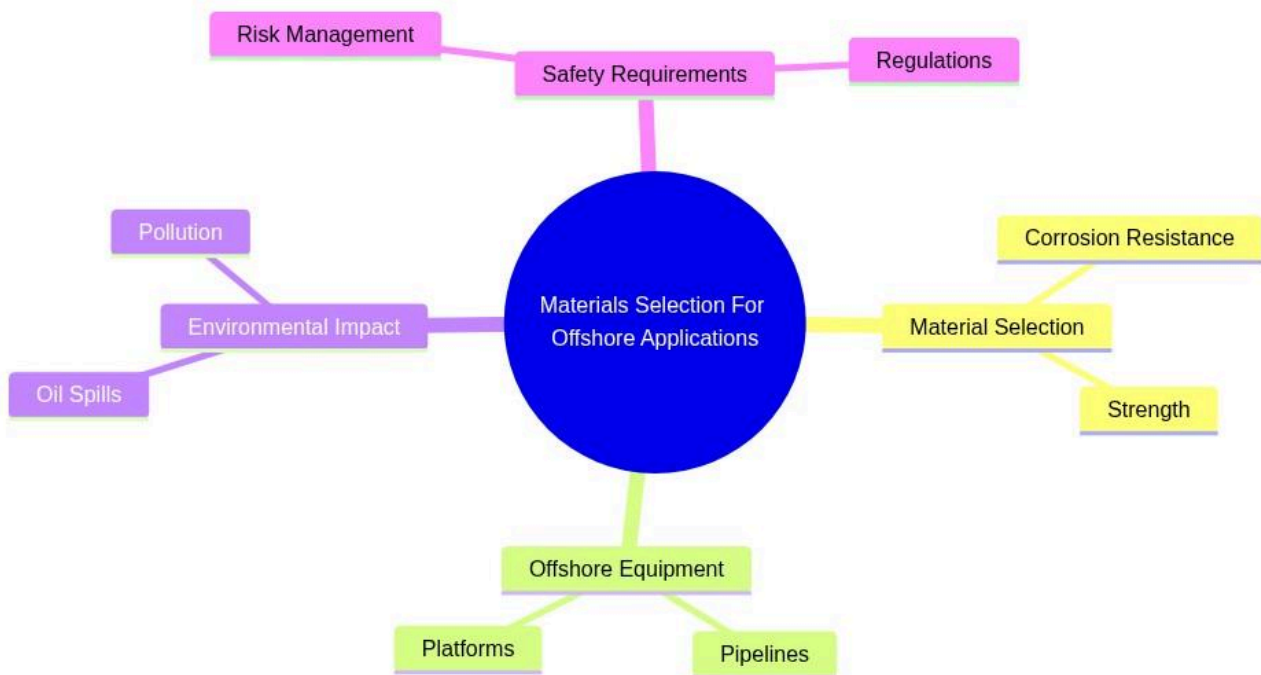 Risk Management
Safety Requirements
Regulations
Pollution
Corrosion Resistance
Materials Selection For
Offshore Applications
Environmental Impact
Material Selection
Oil Spills
Strength
Offshore Equipment
Platforms
Pipelines